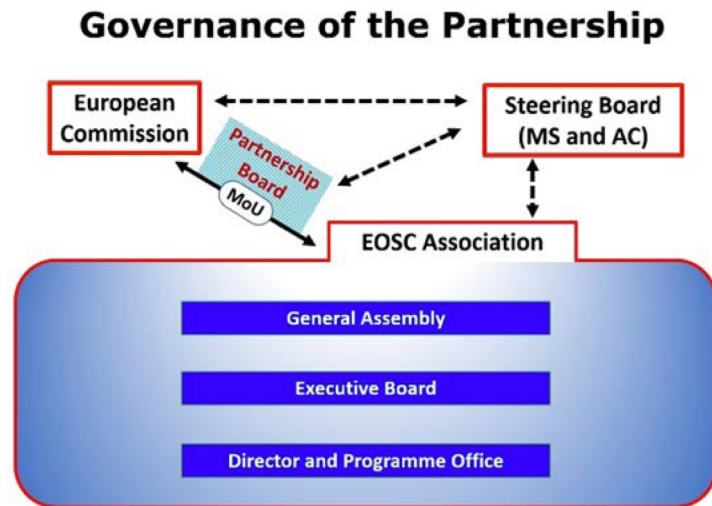 Governance of the Partnership
European
Commission
Steering Board
(MS and AC)
Partnership
Board
MoU
EOSC Association
General Assembly
Executive Board
Director and Programme Office